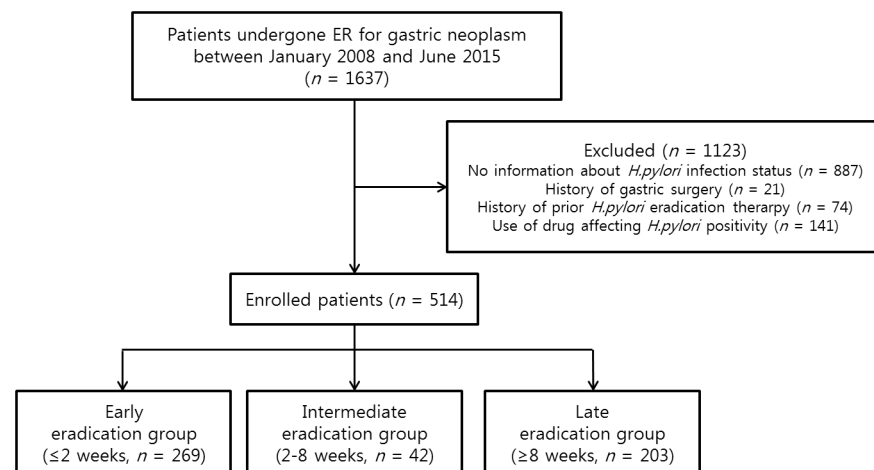 Patients undergone ER for gastric neoplasm
between January 2008 and June 2015
(n = 1637)
Excluded (n = 1123)
No information about H.pylori infection status (n = 887)
History of gastric surgery (n = 21)
History of prior H.pylori eradication therarpy (n = 74)
Use of drug affecting H.pylori positivity (n = 141)
Enrolled patients (n = 514)
Early
eradication group
(≤2 weeks, n = 269)
Intermediate
eradication group
(2-8 weeks, n = 42)
Late
eradication group
(≥8 weeks, n = 203)